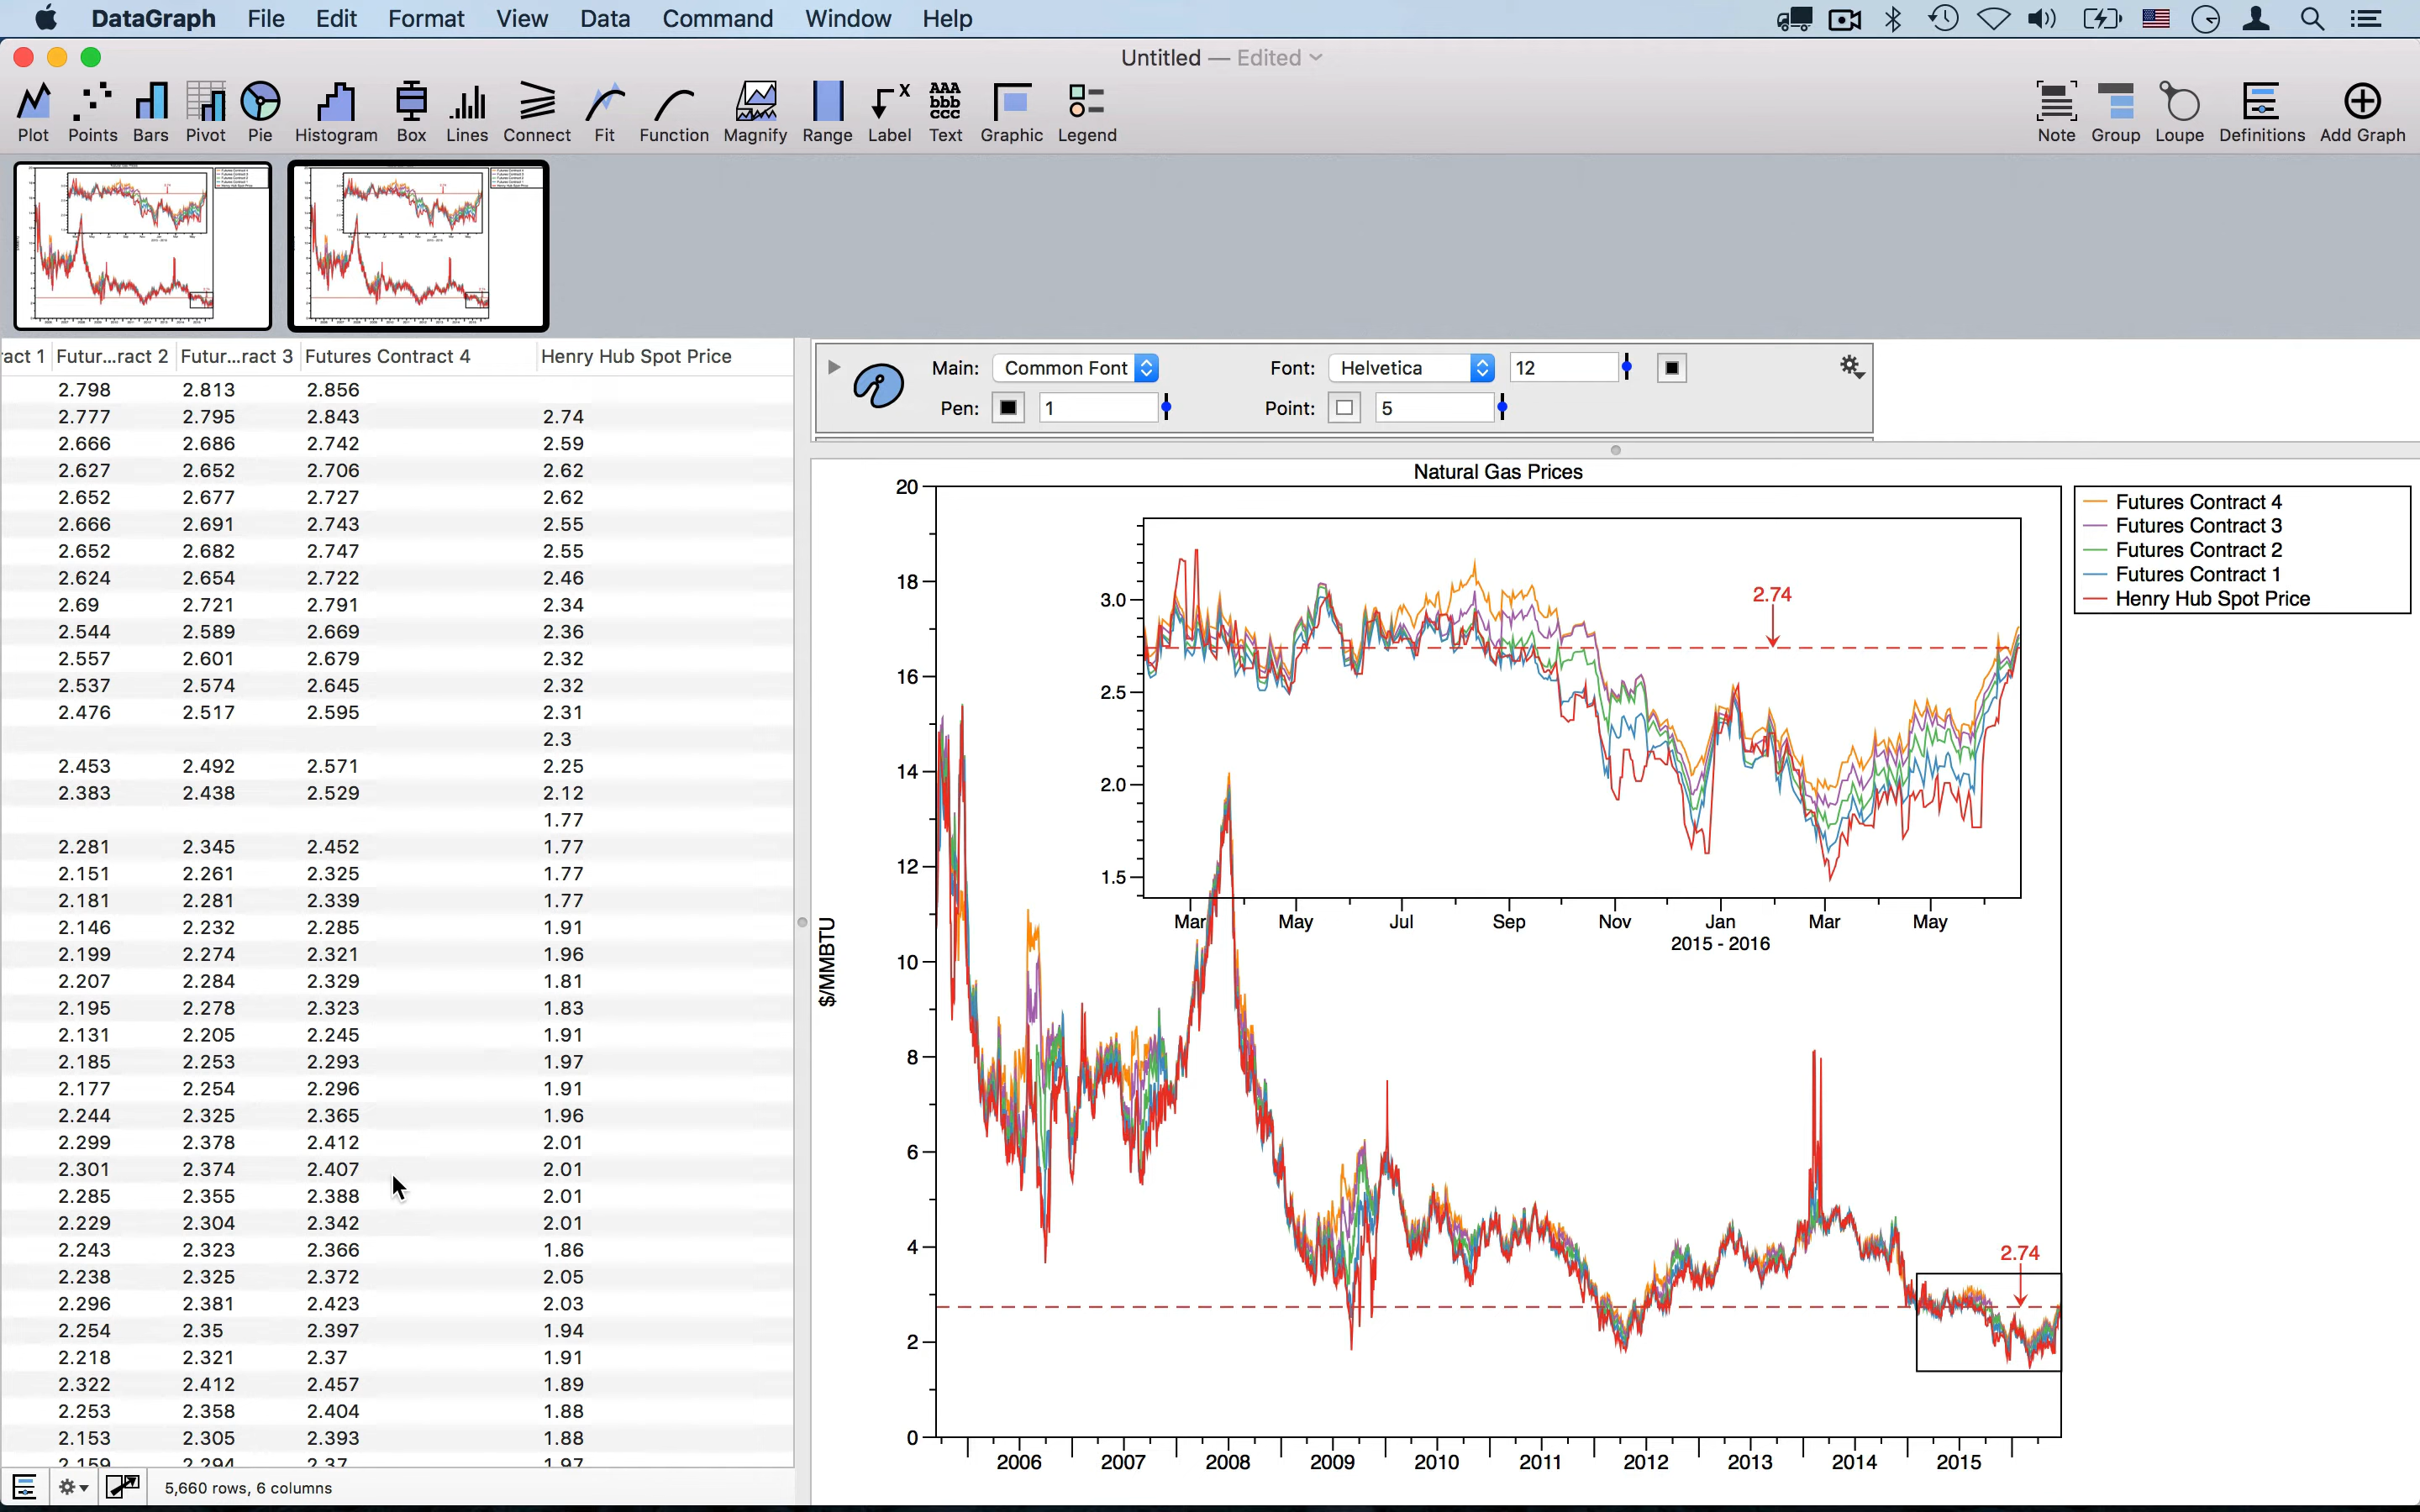 DataGraph File Edit Format View Data Command Window Help
Untitled — Edited
Plot Points Bars Pivot Pie Histogram Box Lines Connect Fit Function Magnify Range Label Text Graphic Legend Note Group Loupe Definitions Add Graph
act 1 Futur...ract 2 Futur...ract 3 Futures Contract 4 Henry Hub Spot Price
2.798 2.813 2.856
2.777 2.795 2.843 2.74
2.666 2.686 2.742 2.59
2.627 2.652 2.706 2.62
2.652 2.677 2.727 2.62
2.666 2.691 2.743 2.55
2.652 2.682 2.747 2.55
2.624 2.654 2.722 2.46
2.69 2.721 2.791 2.34
2.544 2.589 2.669 2.36
2.557 2.601 2.679 2.32
2.537 2.574 2.645 2.32
2.476 2.517 2.595 2.31
2.3
2.453 2.492 2.571 2.25
2.383 2.438 2.529 2.12
1.77
2.281 2.345 2.452 1.77
2.151 2.261 2.325 1.77
2.181 2.281 2.339 1.77
2.146 2.232 2.285 1.91
2.199 2.274 2.321 1.96
2.207 2.284 2.329 1.81
2.195 2.278 2.323 1.83
2.131 2.205 2.245 1.91
2.185 2.253 2.293 1.97
2.177 2.254 2.296 1.91
2.244 2.325 2.365 1.96
2.299 2.378 2.412 2.01
2.301 2.374 2.407 2.01
2.285 2.355 2.388 2.01
2.229 2.304 2.342 2.01
2.243 2.323 2.366 1.86
2.238 2.325 2.372 2.05
2.296 2.381 2.423 2.03
2.254 2.35 2.397 1.94
2.218 2.321 2.37 1.91
2.322 2.412 2.457 1.89
2.253 2.358 2.404 1.88
2.153 2.305 2.393 1.88
2.159 2.294 2.37 1.97
5,660 rows, 6 columns
Main: Common Font Font: Helvetica 12
Pen: 1 Point: 5
Natural Gas Prices
20
18
16
14
12
10
8
6
4
2
0
$/MMBTU
3.0
2.5
2.0
1.5
2.74
Mar May Jul Sep Nov Jan Mar May
2015 - 2016
2.74
2006 2007 2008 2009 2010 2011 2012 2013 2014 2015
Futures Contract 4
Futures Contract 3
Futures Contract 2
Futures Contract 1
Henry Hub Spot Price